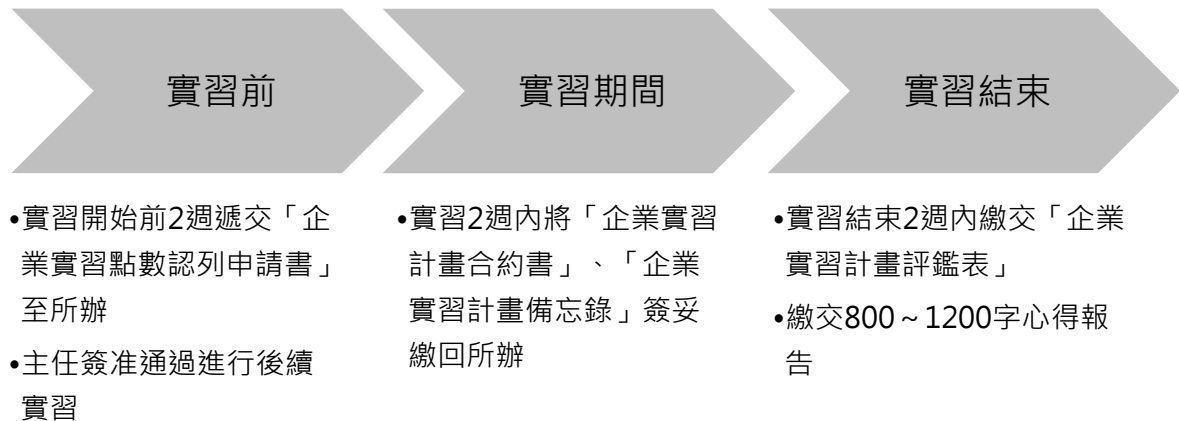 實習前
•實習開始前2週遞交「企
業實習點數認列申請書」
至所辦
•主任簽准通過進行後續
實習
實習期間
•實習2週內將「企業實習
計畫合約書」、「企業
實習計畫備忘錄」簽妥
繳回所辦
實習結束
•實習結束2週內繳交「企業
實習計畫評鑑表」
•繳交800～1200字心得報
告